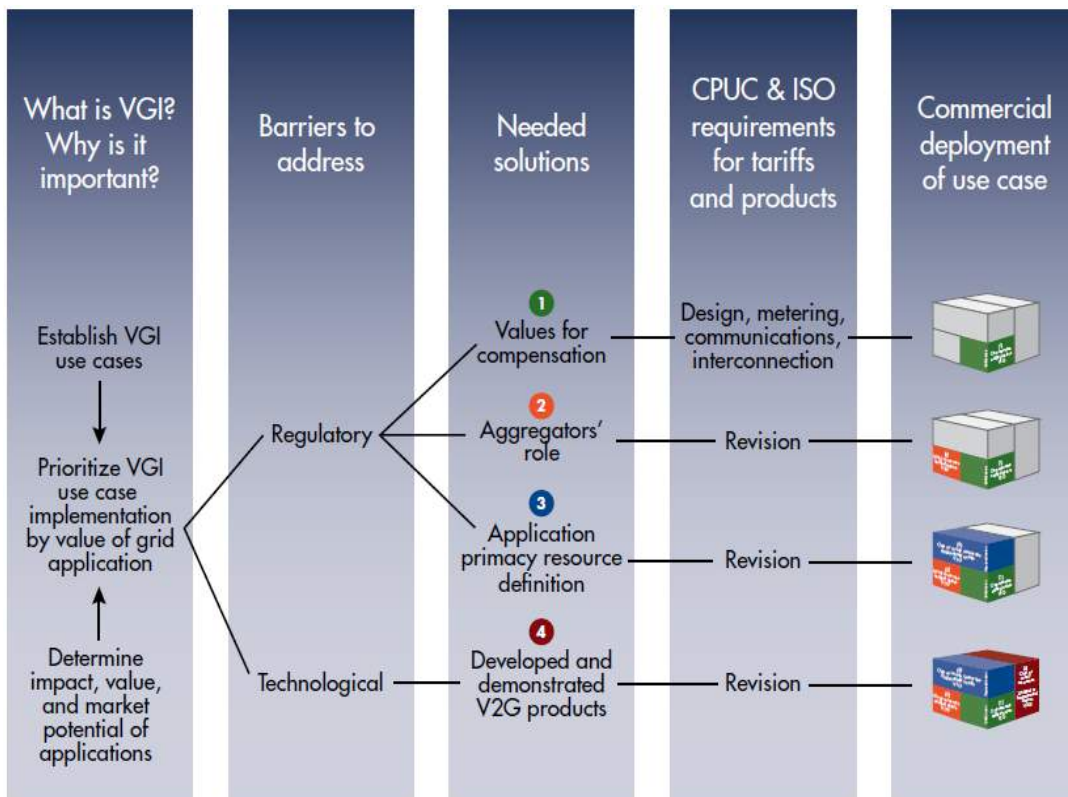 What is VGI?
Why is it
important?
Barriers to
address
Needed
solutions
CPUC & ISO
requirements
for tariffs
and products
Commercial
deployment
of use case
Establish VGI
use cases
Prioritize VGI
use case
implementation
by value of grid
application
Determine
impact, value,
and market
potential of
applications
Regulatory
Technological
1
Values for
compensation
2
Aggregators'
role
3
Application
primacy resource
definition
4
Developed and
demonstrated
V2G products
Design, metering,
communications,
interconnection
Revision
Revision
Revision